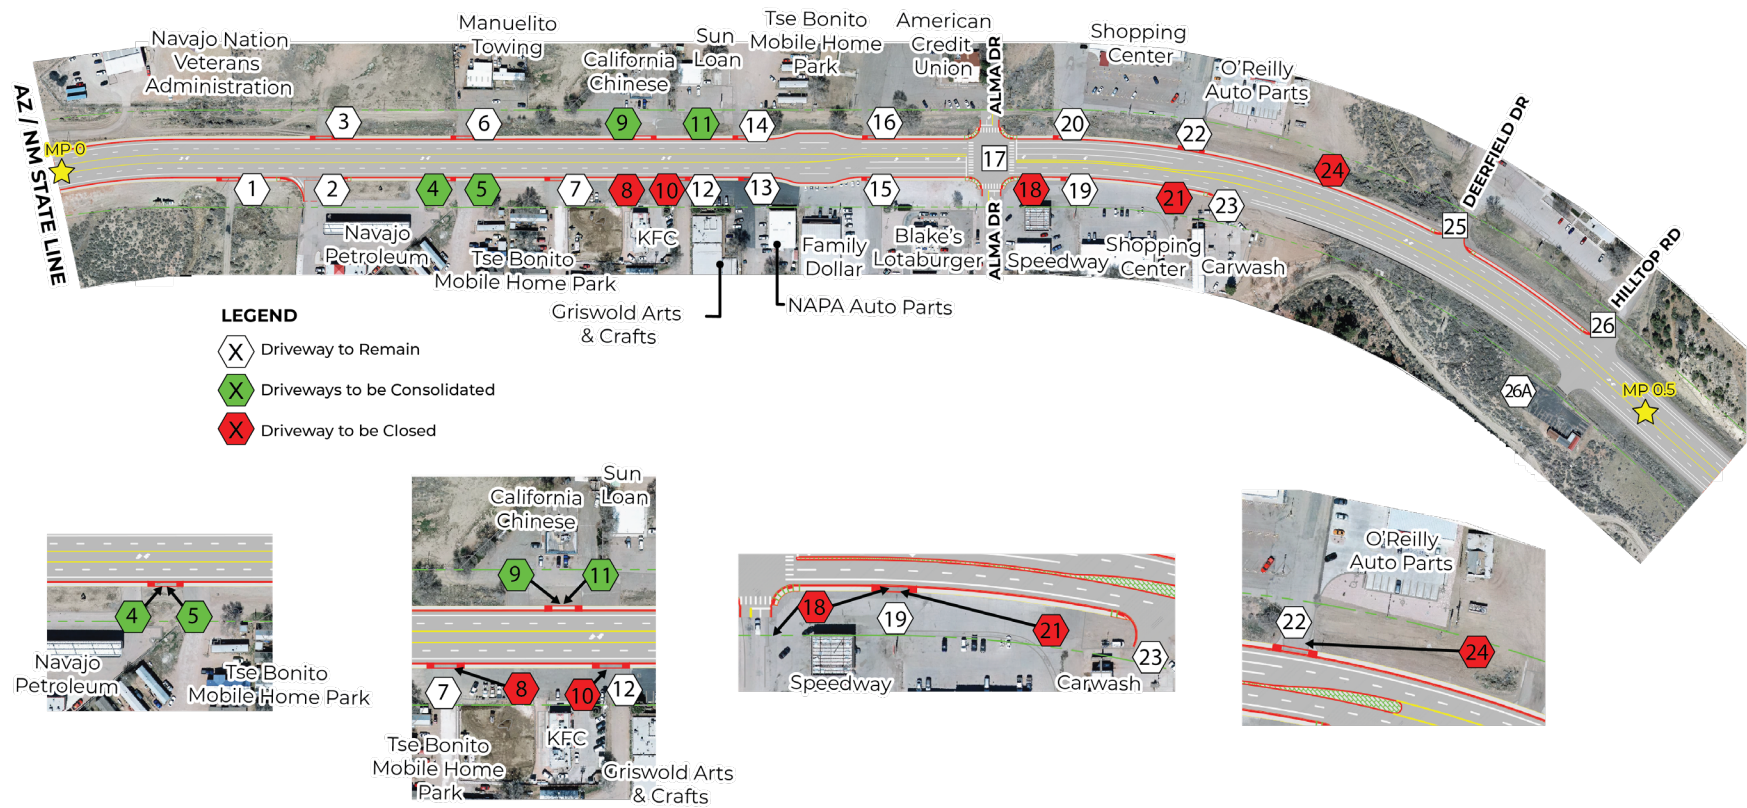 Navajo Nation
Veterans
Administration
Manuelito
Towing
California
Chinese
Sun
Loan
Tse Bonito
Mobile Home
Park
American
Credit
Union
ALMA DR
Shopping
Center
O'Reilly
Auto Parts
AZ / NM STATE LINE
MP 0
3
6
9
11
14
16
17
20
22
24
25
DEERFIELD DR
26
HILLTOP RD
1
2
4
5
7
8
10
12
13
15
18
19
21
23
26A
MP 0.5
Navajo
Petroleum
Tse Bonito
Mobile Home Park
KFC
Griswold Arts
& Crafts
NAPA Auto Parts
Family
Dollar
Blake's
Lotaburger
ALMA DR
Speedway
Shopping
Center
Carwash
LEGEND
X Driveway to Remain
X Driveways to be Consolidated
X Driveway to be Closed
4
5
Navajo
Petroleum
Tse Bonito
Mobile Home Park
Sun
Loan
California
Chinese
9
11
7
8
10
12
Tse Bonito
Mobile Home
Park
KFC
Griswold Arts
& Crafts
18
19
21
23
Speedway
Carwash
O'Reilly
Auto Parts
22
24